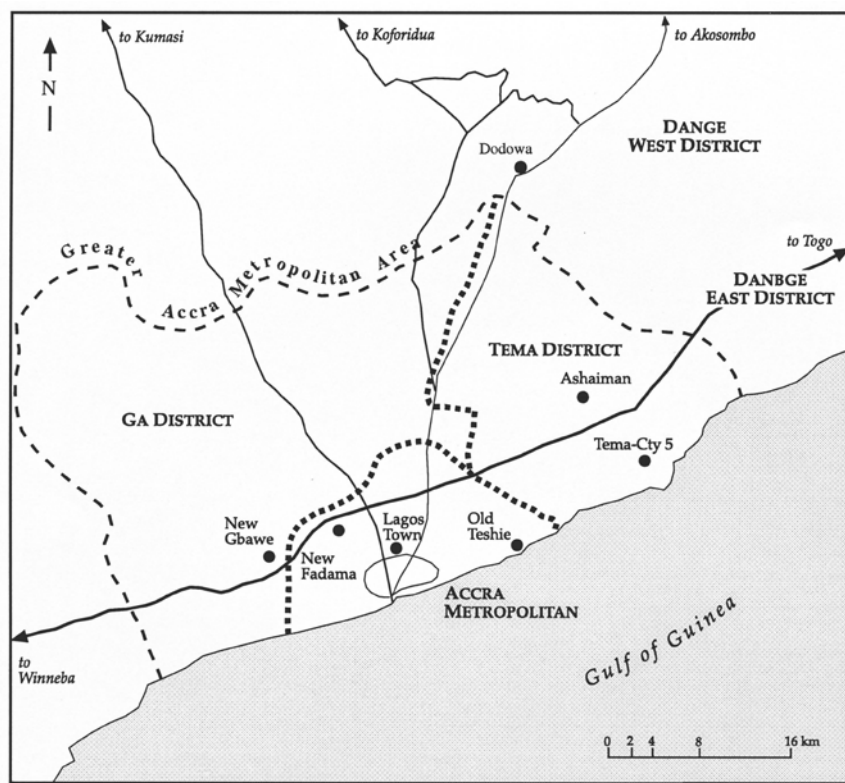 to Kumasi
to Koforidua
to Akosombo
N
DANGE
WEST DISTRICT
Dodowa
Greater Accra Metropolitan Area
to Togo
DANBGE
EAST DISTRICT
TEMA DISTRICT
Ashaiman
GA DISTRICT
Tema-Cty 5
New
Gbawe
New
Fadama
Lagos
Town
Old
Teshie
ACCRA
METROPOLITAN
to
Winneba
Gulf of Guinea
0 2 4 8 16 km